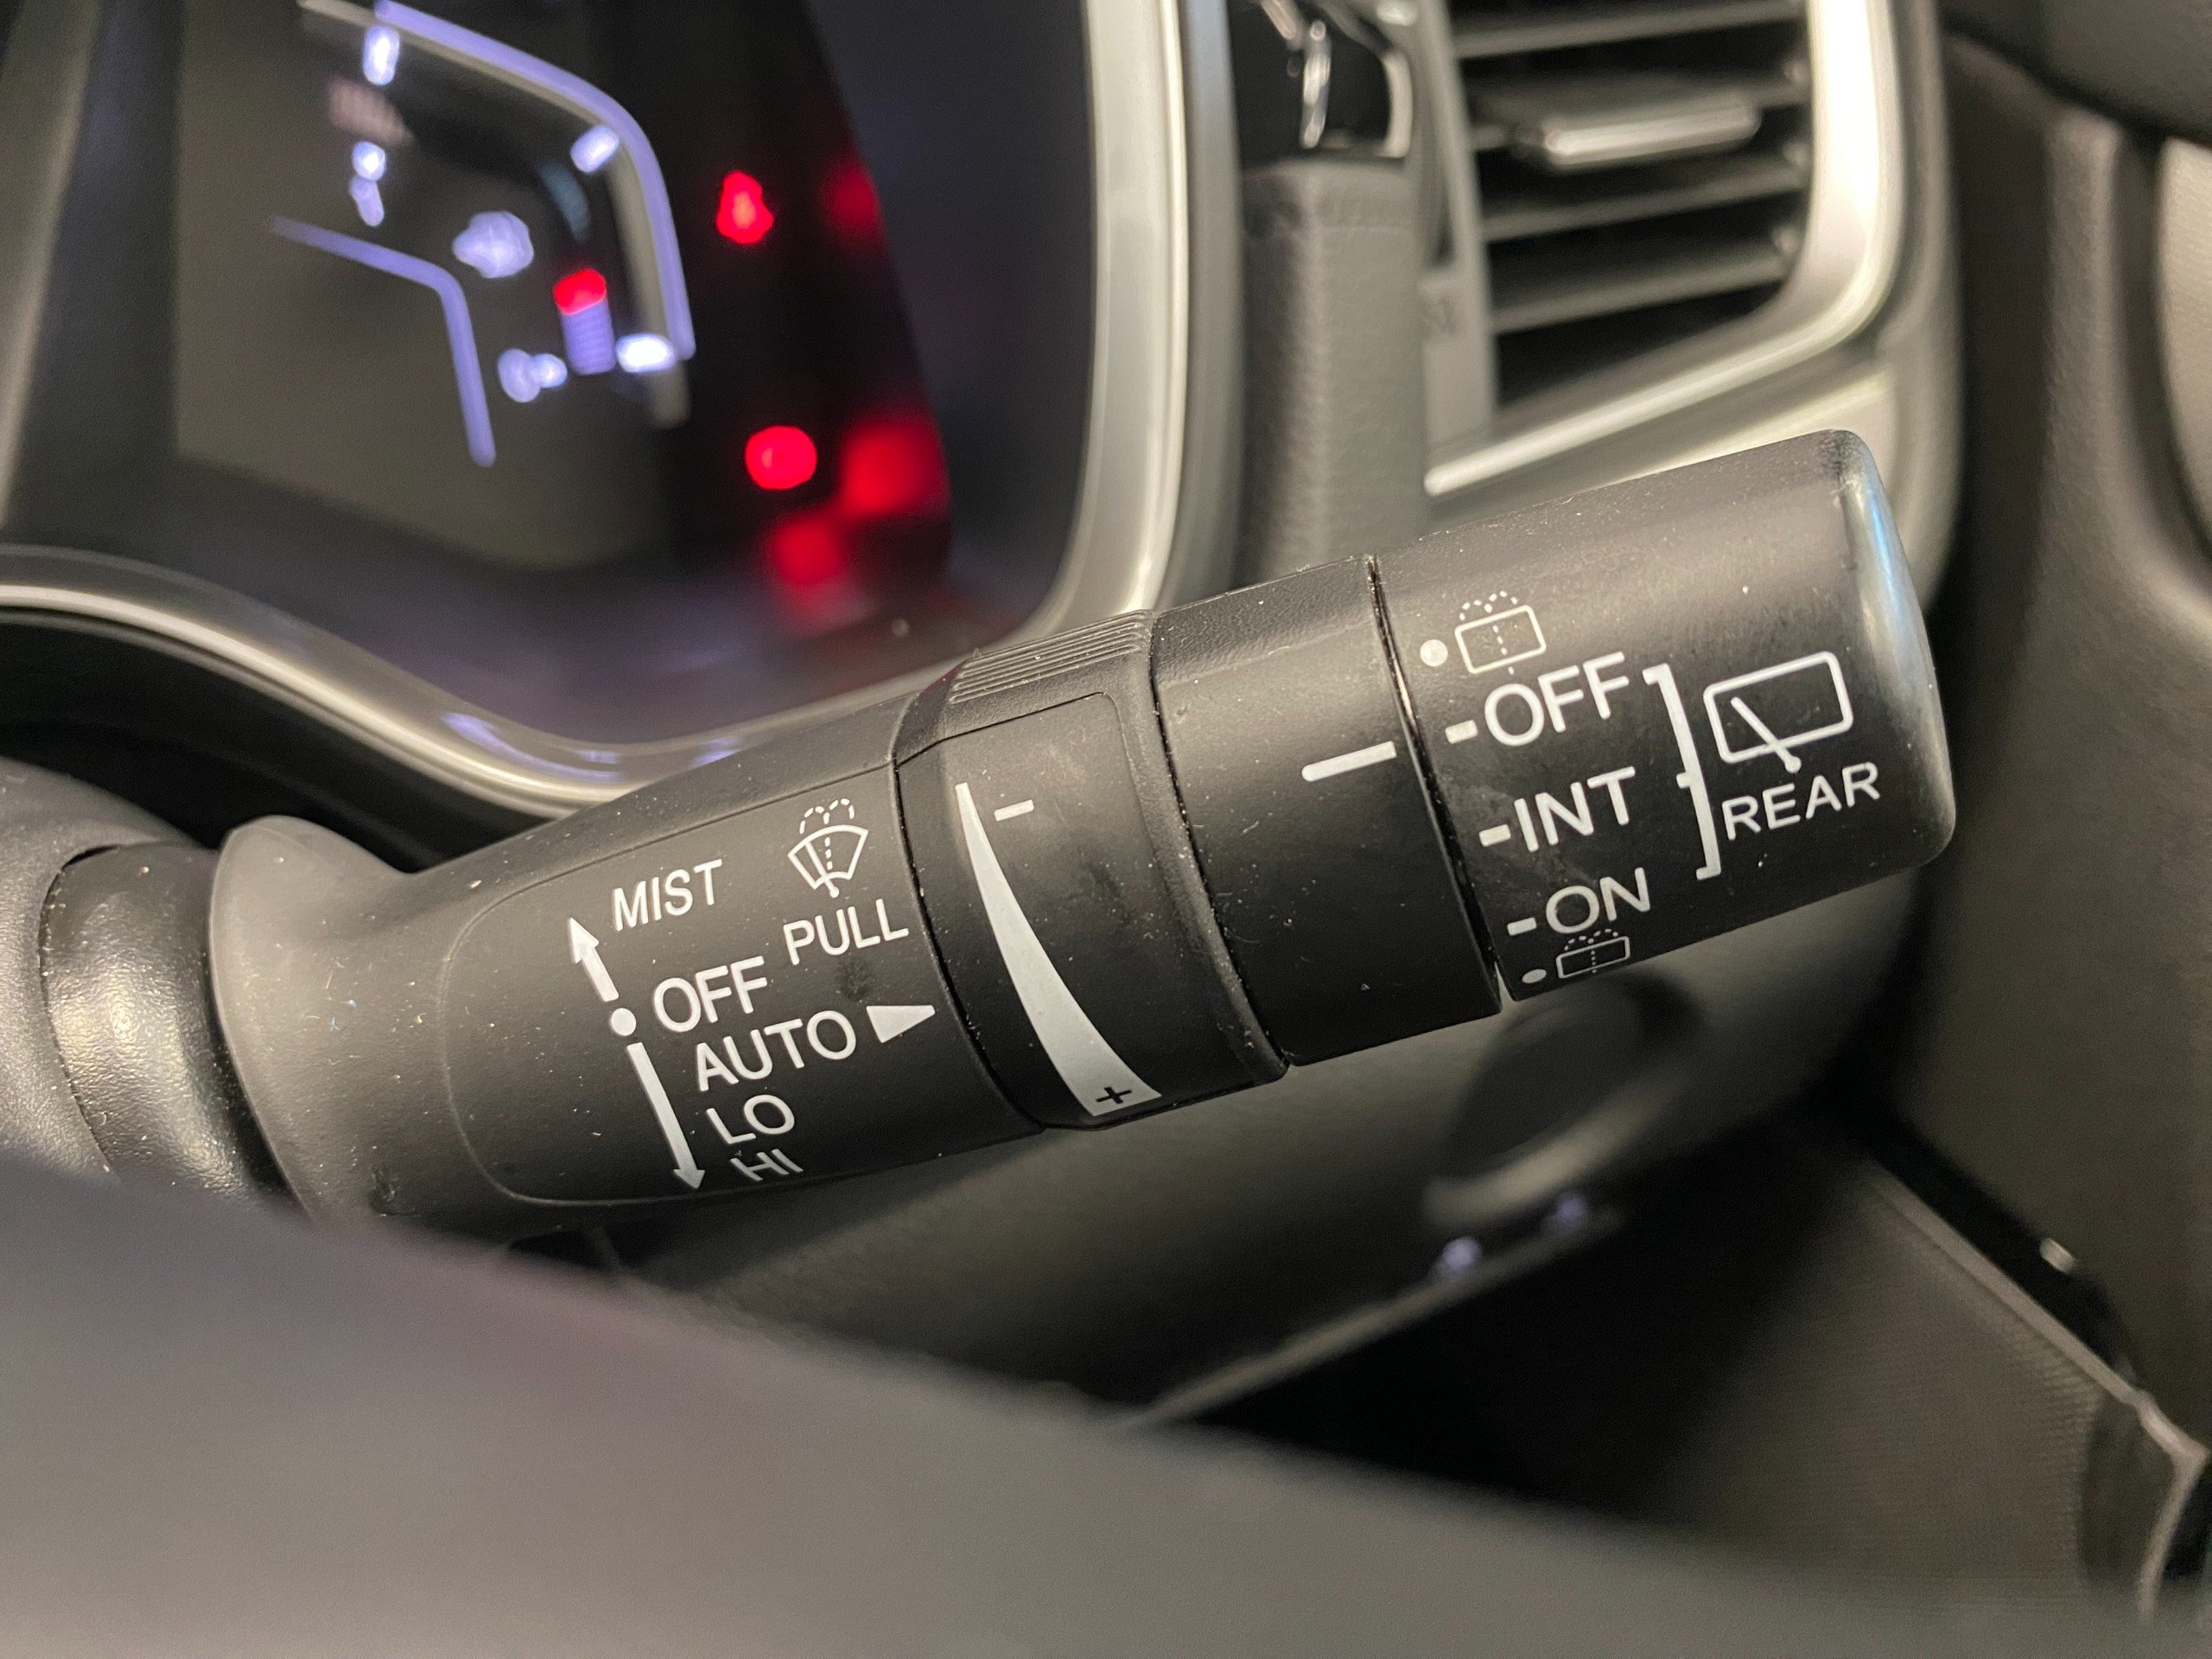 MIST
PULL
OFF
AUTO
LO
HI
-
+
-OFF
-INT
-ON
REAR